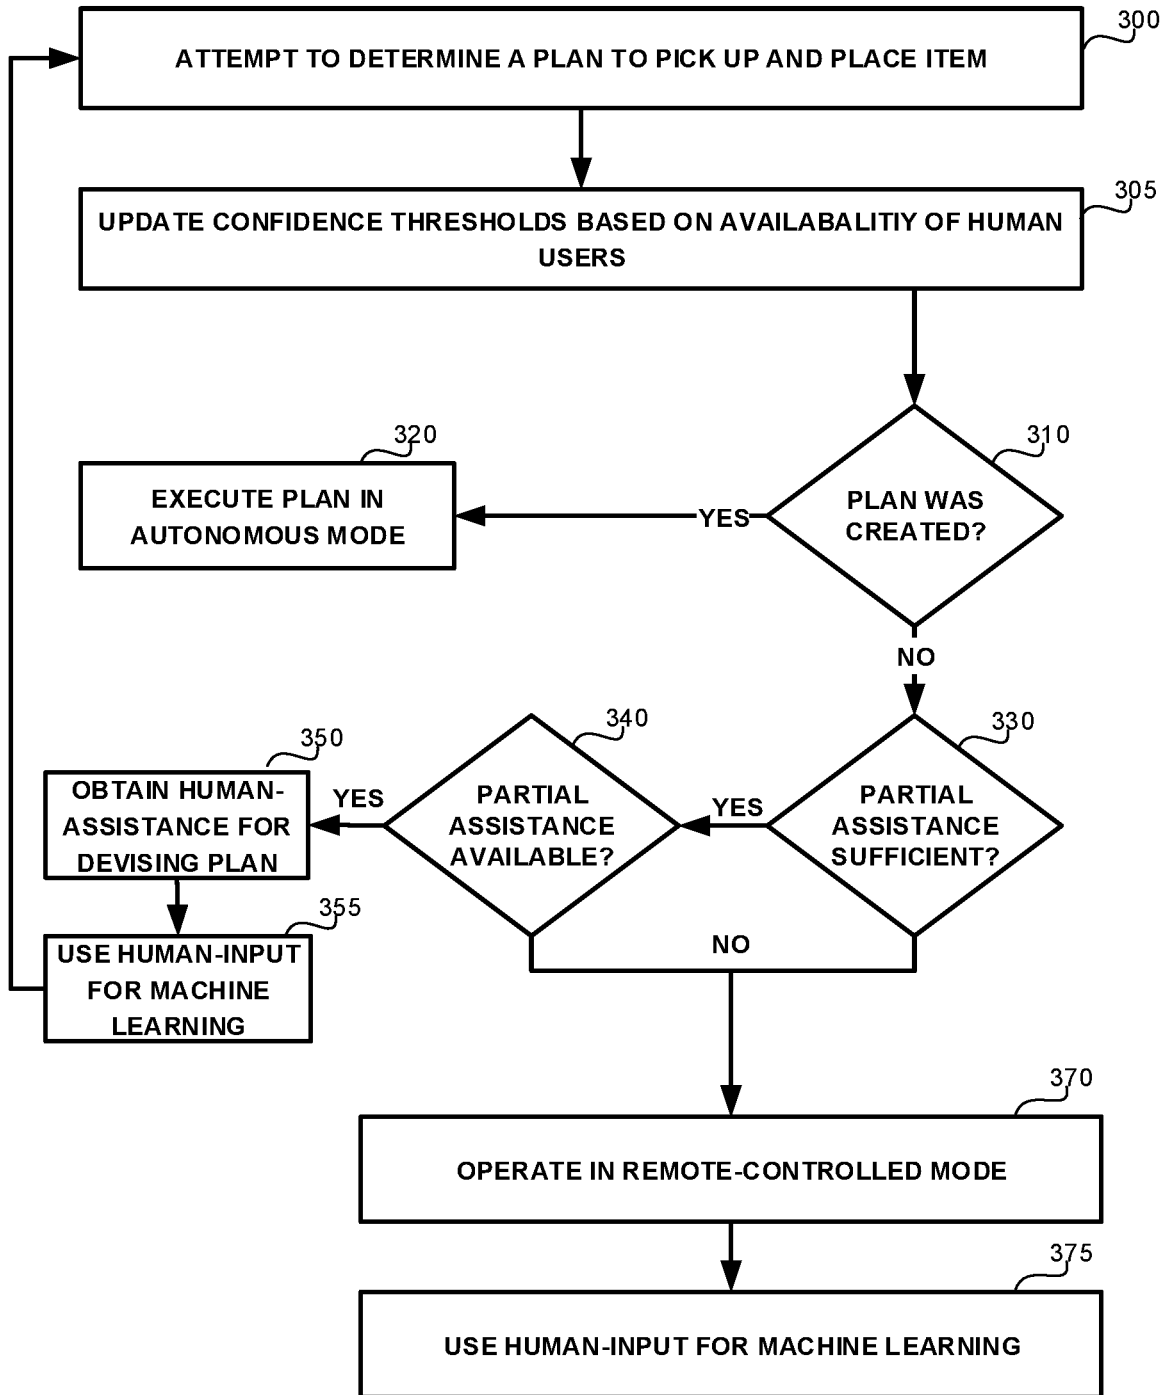 300
ATTEMPT TO DETERMINE A PLAN TO PICK UP AND PLACE ITEM
305
UPDATE CONFIDENCE THRESHOLDS BASED ON AVAILABALITIY OF HUMAN
USERS
310
PLAN WAS
CREATED?
YES
320
EXECUTE PLAN IN
AUTONOMOUS MODE
NO
330
PARTIAL
ASSISTANCE
SUFFICIENT?
YES
340
PARTIAL
ASSISTANCE
AVAILABLE?
YES
350
OBTAIN HUMAN-
ASSISTANCE FOR
DEVISING PLAN
355
USE HUMAN-INPUT
FOR MACHINE
LEARNING
NO
370
OPERATE IN REMOTE-CONTROLLED MODE
375
USE HUMAN-INPUT FOR MACHINE LEARNING